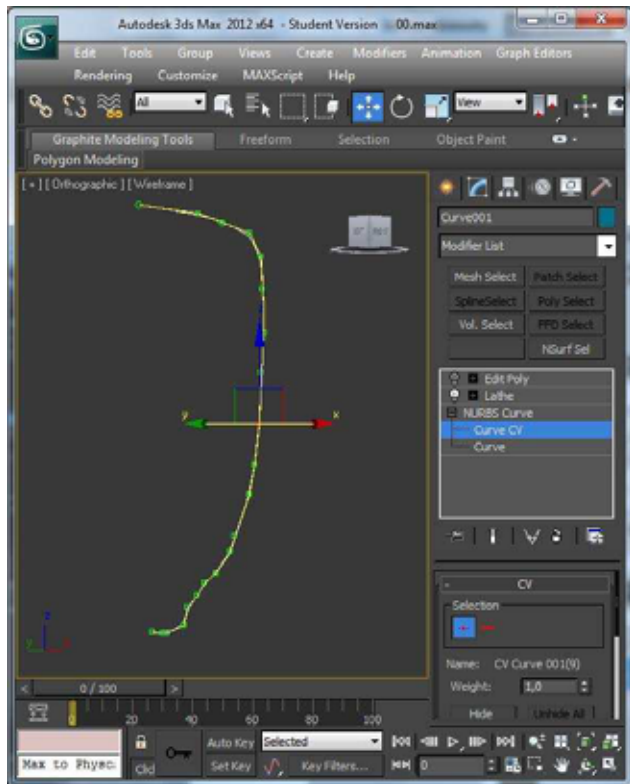 Autodesk 3ds Max 2012 x64 - Student Version 00.max
Edit Tools Group Views Create Modifiers Animation Graph Editors
Rendering Customize MAXScript Help
All View
Graphite Modeling Tools Freeform Selection Object Paint
Polygon Modeling
[ + ] [ Orthographic ] [ Wireframe ]
Curve001
Modifier List
Mesh Select Patch Select
SplineSelect Poly Select
Vol. Select FFD Select
NSurf Sel
Edit Poly
Lathe
NURBS Curve
Curve CV
Curve
y x
z
y
CV
Selection
Name: CV Curve 001(9)
Weight: 1,0
Hide Unhide All
0 / 100
0 20 40 60 80 100
Auto Key Selected
Max to Physc. Clic Set Key Key Filters... 0